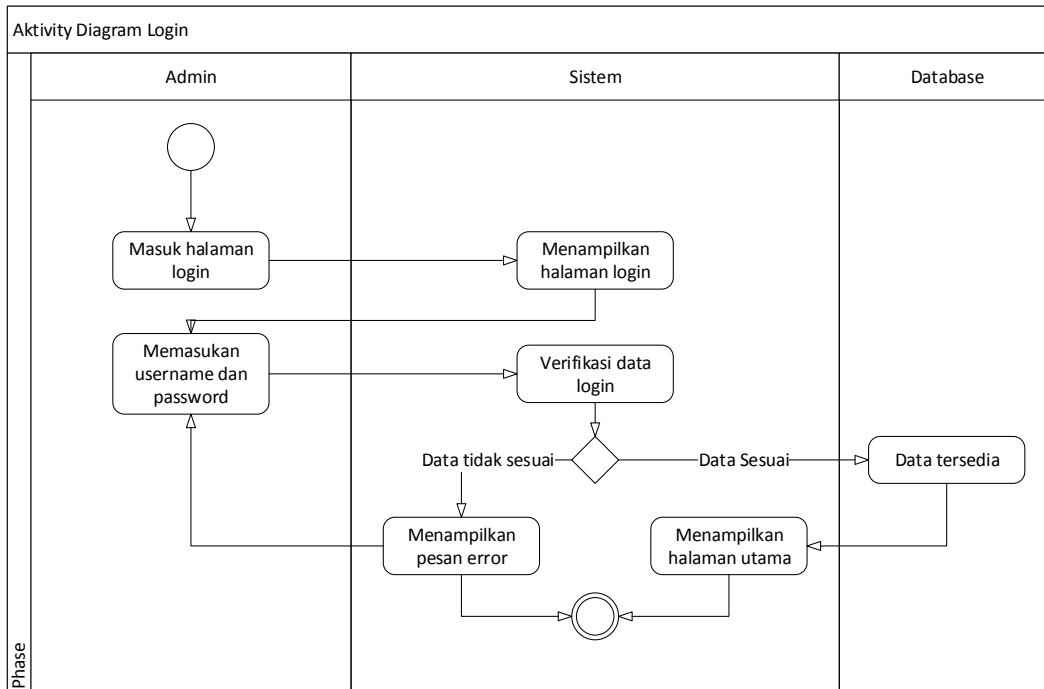 Aktivity Diagram Login
Admin
Sistem
Database
Masuk halaman
login
Menampilkan
halaman login
Memasukan
username dan
password
Verifikasi data
login
Data tidak sesuai
Data Sesuai
Data tersedia
Menampilkan
pesan error
Menampilkan
halaman utama
Phase